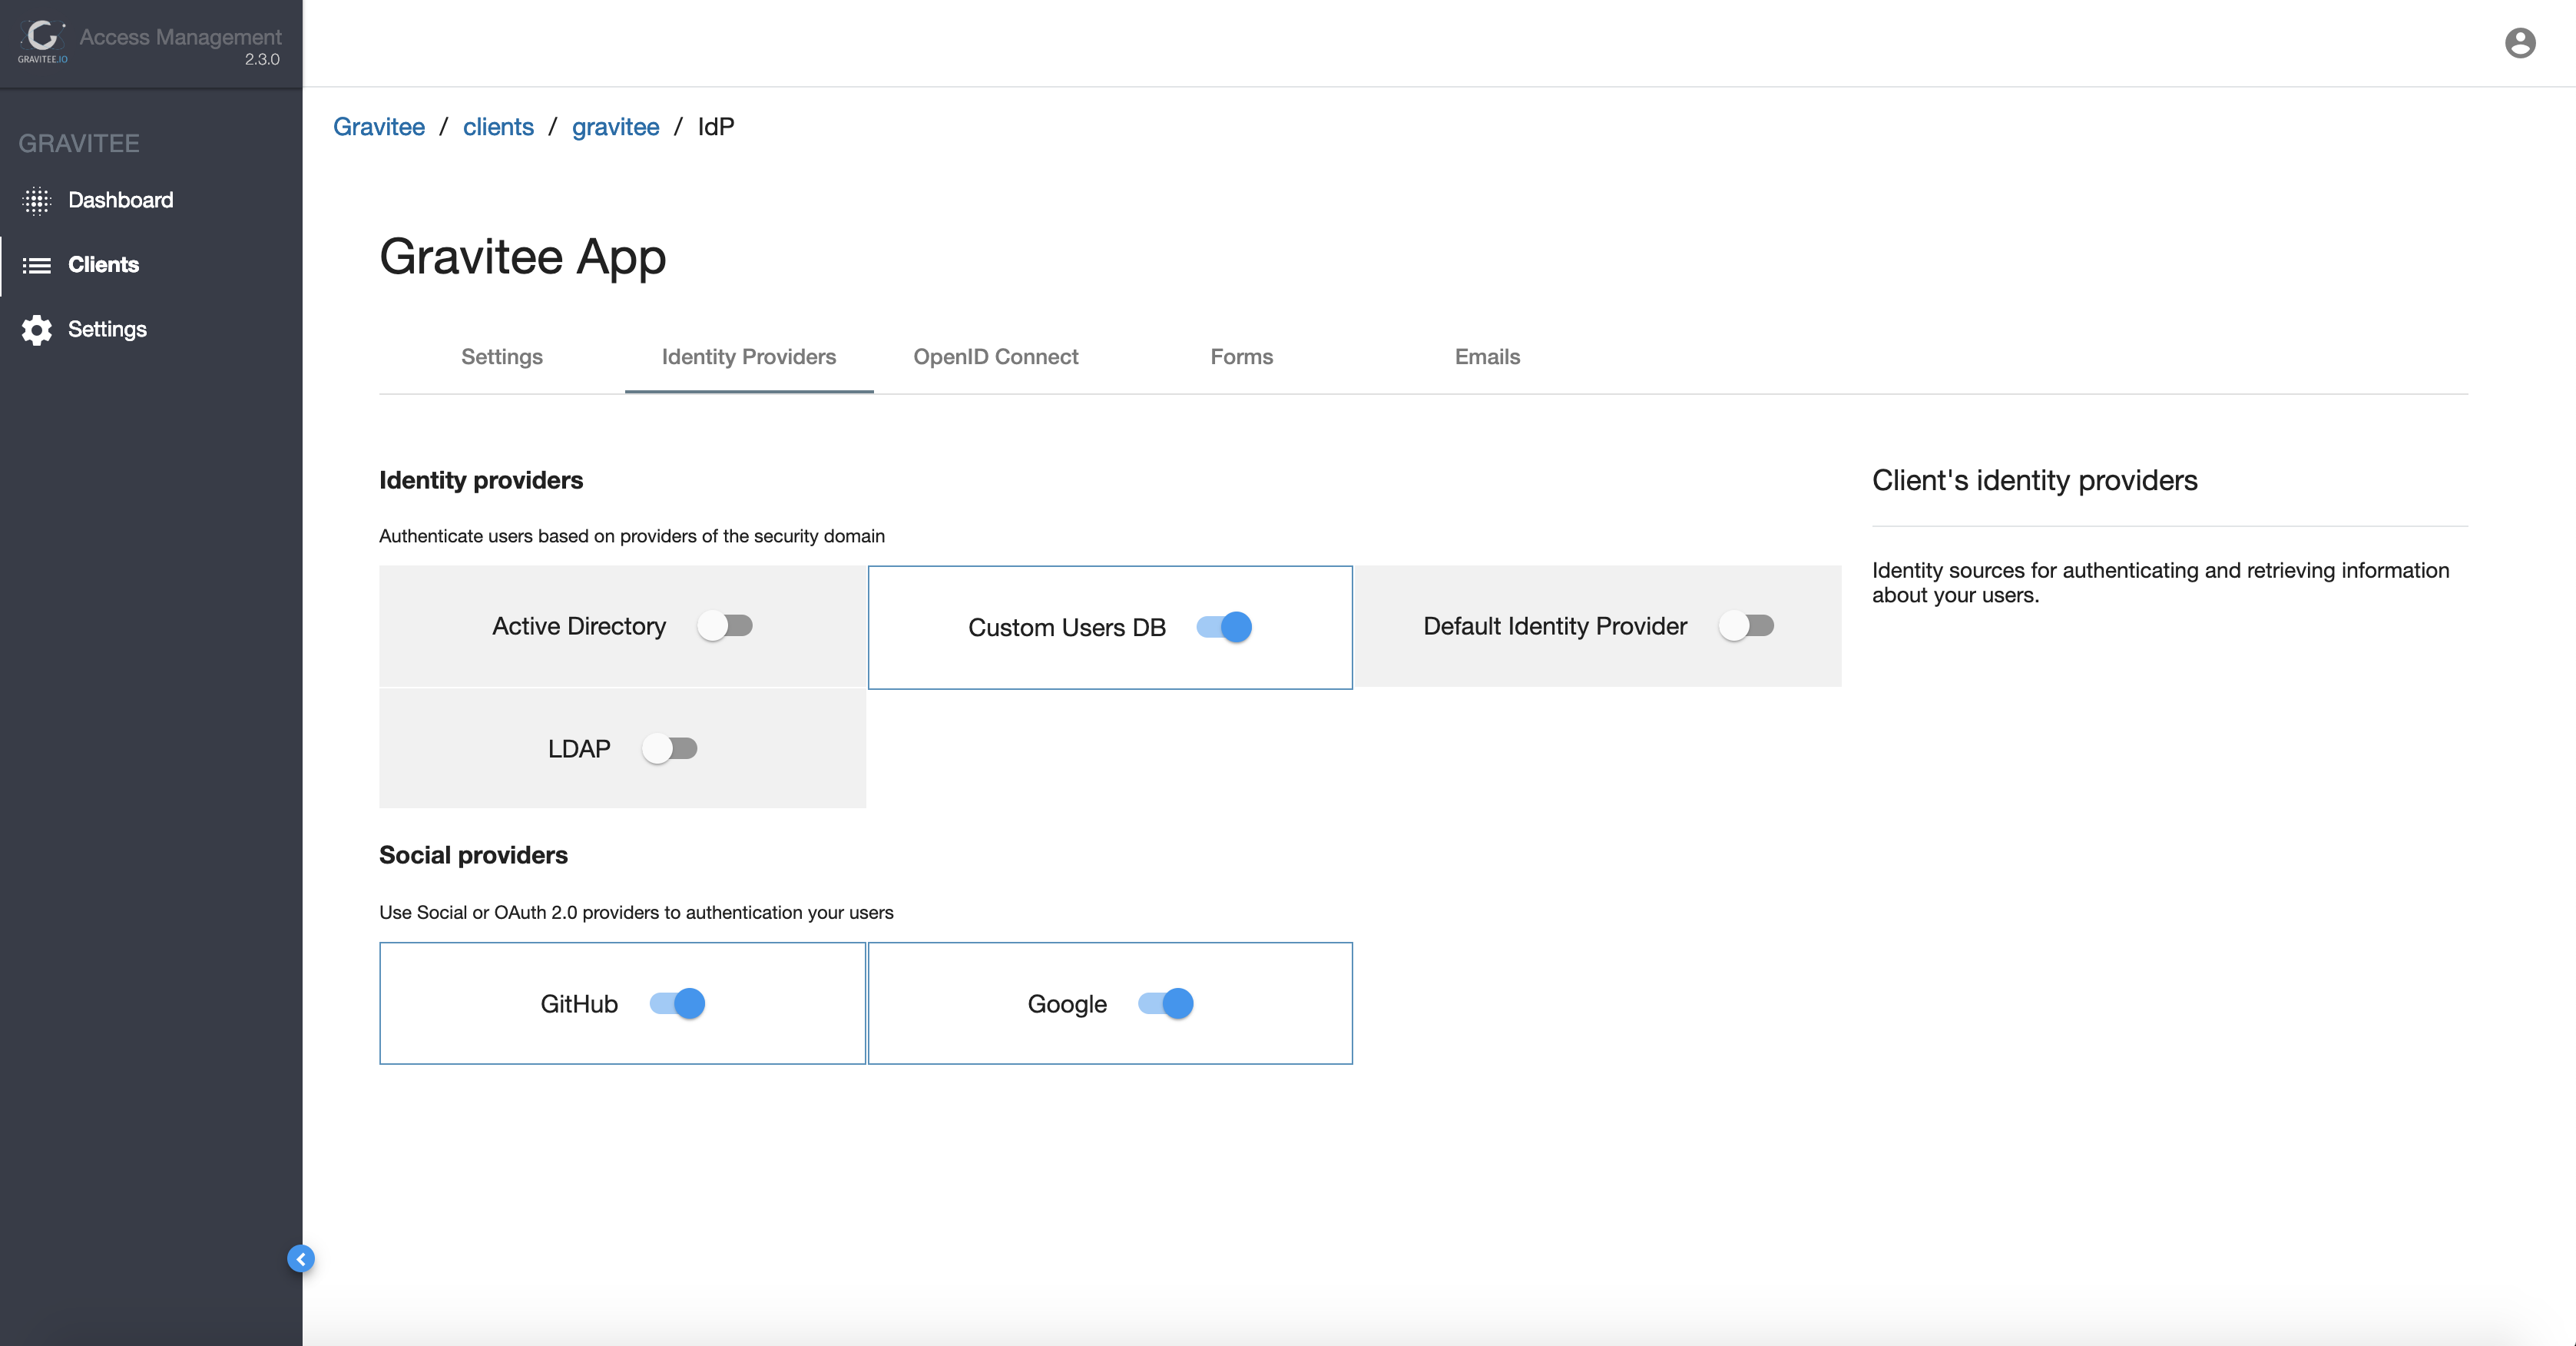 GRAVITEE.IO
Access Management
2.3.0
GRAVITEE
Dashboard
Clients
Settings
Gravitee / clients / gravitee / IdP
Gravitee App
Settings Identity Providers OpenID Connect Forms Emails
Identity providers
Authenticate users based on providers of the security domain
Active Directory Custom Users DB Default Identity Provider
LDAP
Social providers
Use Social or OAuth 2.0 providers to authentication your users
GitHub Google
Client's identity providers
Identity sources for authenticating and retrieving information
about your users.